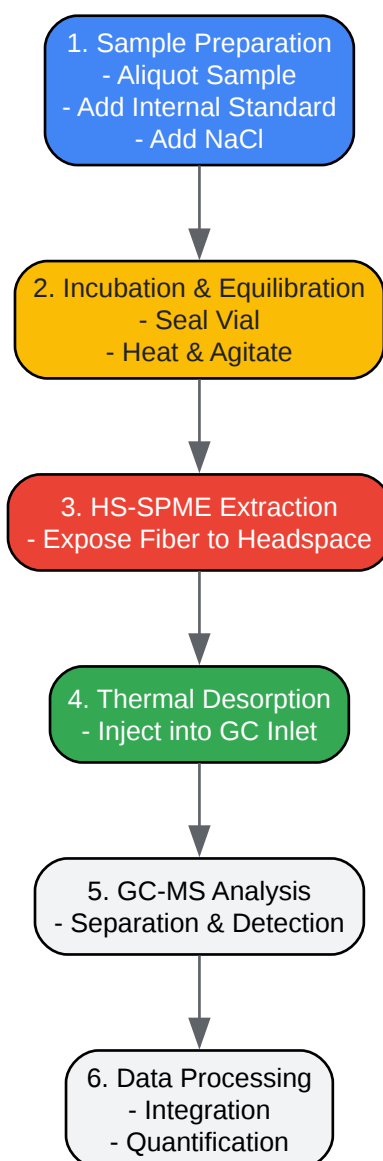 1. Sample Preparation
- Aliquot Sample
- Add Internal Standard
- Add NaCl
2. Incubation & Equilibration
- Seal Vial
- Heat & Agitate
3. HS-SPME Extraction
- Expose Fiber to Headspace
4. Thermal Desorption
- Inject into GC Inlet
5. GC-MS Analysis
- Separation & Detection
6. Data Processing
- Integration
- Quantification